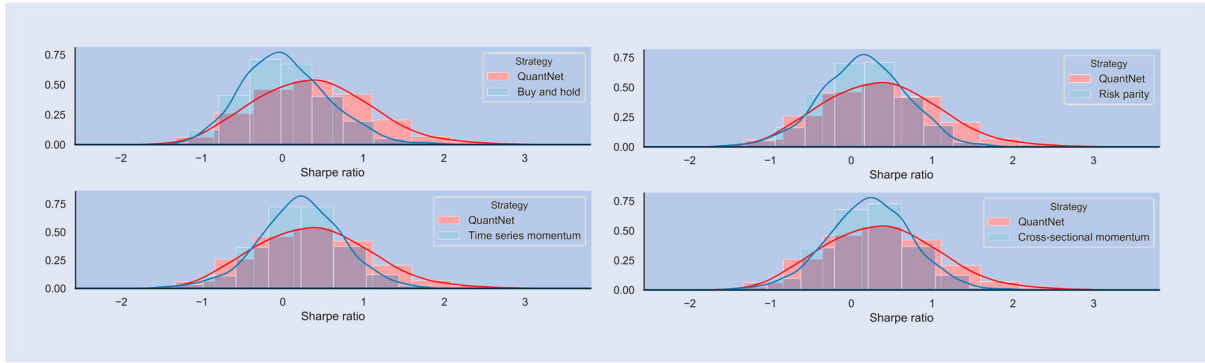 0.75
0.50
0.25
0.00
Strategy
QuantNet
Buy and hold
−2 −1 0 1 2 3
Sharpe ratio
0.75
0.50
0.25
0.00
Strategy
QuantNet
Risk parity
−2 −1 0 1 2 3
Sharpe ratio
0.75
0.50
0.25
0.00
Strategy
QuantNet
Time series momentum
−2 −1 0 1 2 3
Sharpe ratio
0.75
0.50
0.25
0.00
Strategy
QuantNet
Cross-sectional momentum
−2 −1 0 1 2 3
Sharpe ratio